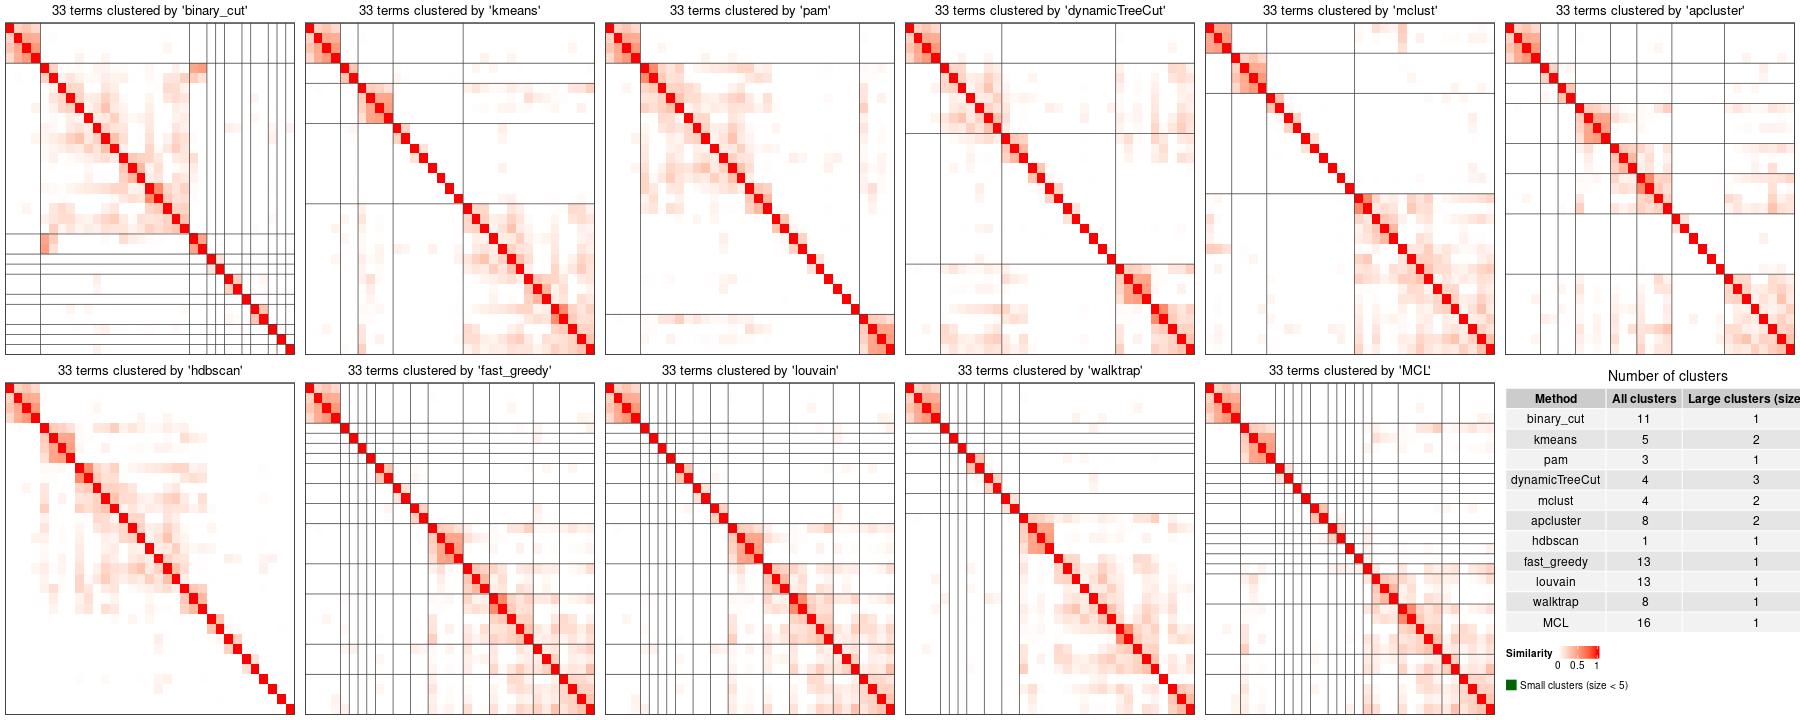 33 terms clustered by 'binary_cut'
33 terms clustered by 'kmeans'
33 terms clustered by 'pam'
33 terms clustered by 'dynamicTreeCut'
33 terms clustered by 'mclust'
33 terms clustered by 'apcluster'
33 terms clustered by 'hdbscan'
33 terms clustered by 'fast_greedy'
33 terms clustered by 'louvain'
33 terms clustered by 'walktrap'
33 terms clustered by 'MCL'
Number of clusters
Method All clusters Large clusters (size
binary_cut 11 1
kmeans 5 2
pam 3 1
dynamicTreeCut 4 3
mclust 4 2
apcluster 8 2
hdbscan 1 1
fast_greedy 13 1
louvain 13 1
walktrap 8 1
MCL 16 1
Similarity
0 0.5 1
Small clusters (size < 5)